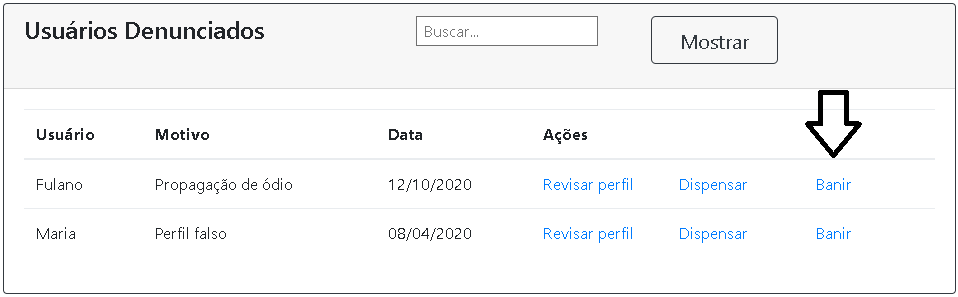 Usuários Denunciados Buscar... Mostrar
Usuário Motivo Data Ações
Fulano Propagação de ódio 12/10/2020 Revisar perfil Dispensar Banir
Maria Perfil falso 08/04/2020 Revisar perfil Dispensar Banir